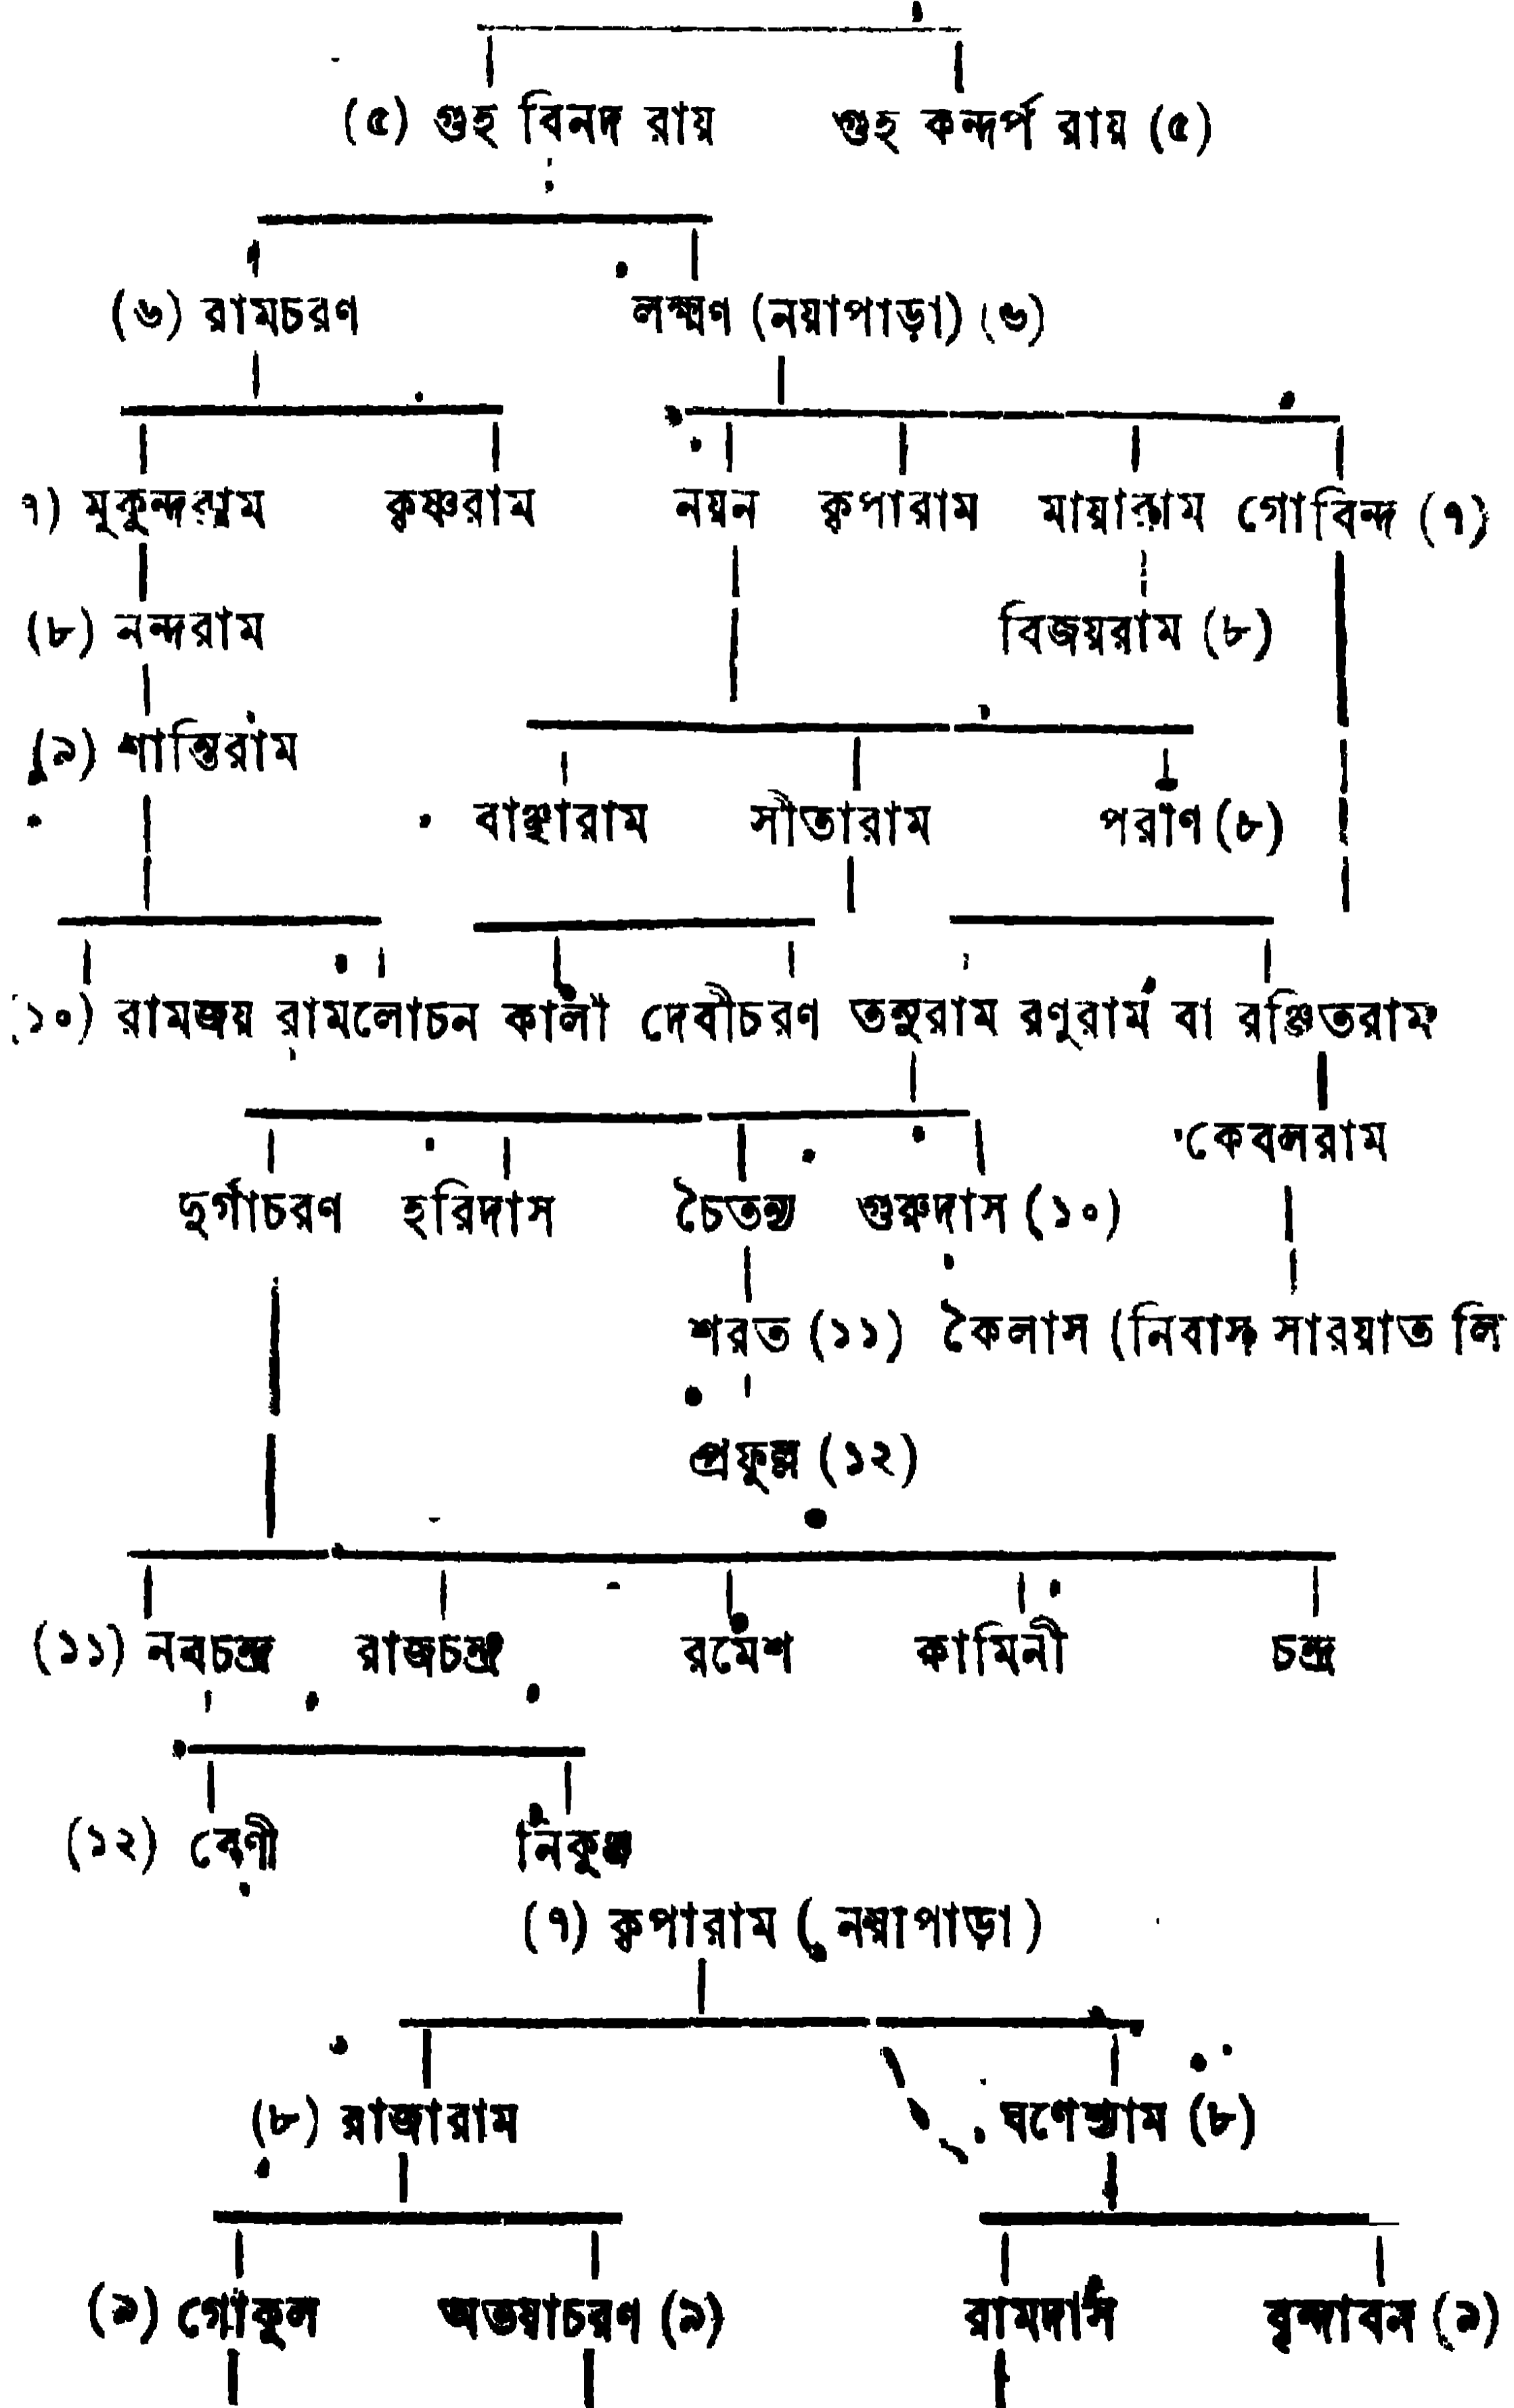 (৫) গুহ বিনদ রায় গুহ কন্দর্প রায় (৫)
(৬) রামচরণ লক্ষ্মণ (নয়াপাড়া) (৬)
৭) মুকুন্দরাম কৃষ্ণরাম নয়ন কৃপারাম মায়ারাম গোবিন্দ (৭)
(৮) নন্দরাম বিজয়রাম (৮)
(৯) শান্তিরাম
বাঞ্ছারাম সীতারাম পরাণ (৮)
১০) রামজয় রামলোচন কালী দেবীচরণ তনুরাম রণুরাম বা রঞ্জিতরাম
কেবলরাম
দুর্গাচরণ হরিদাস চৈতন্য গুরুদাস (১০)
শরত (১১) কৈলাস (নিবাস সারয়াত লি
প্রফুল্ল (১২)
(১১) নবচন্দ্র রাজচন্দ্র রমেশ কামিনী চন্দ্র
(১২) বেণী নিকুঞ্জ
(৭) কৃপারাম (নয়াপাড়া)
(৮) রাজারাম ঘণেশ্যাম (৮)
(৯) গোকুল অভয়াচরণ (৯) রামদাস বৃন্দাবন (৯)